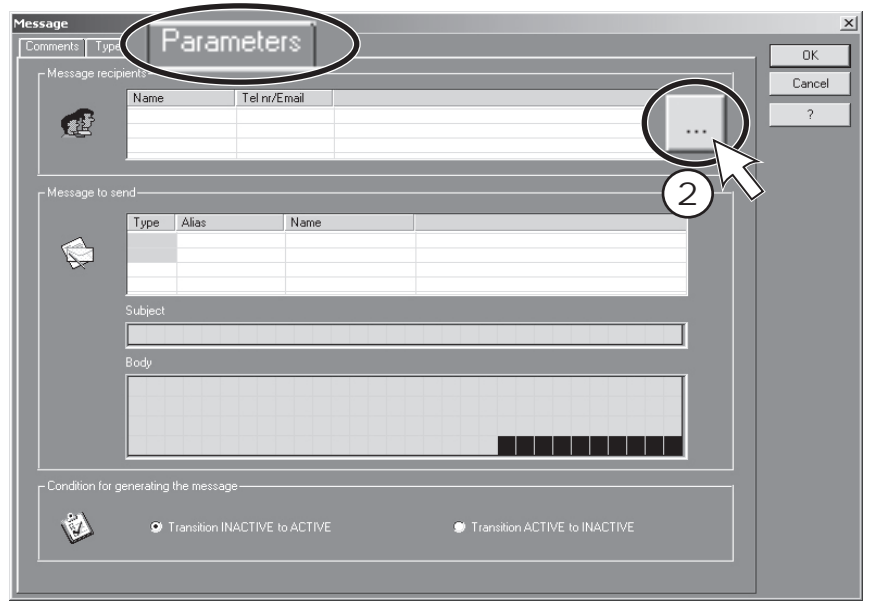 Message
Comments
Type
Parameters
OK
Cancel
?
Message recipients
Name
Tel nr/Email
...
2
Message to send
Type
Alias
Name
Subject
Body
Condition for generating the message
Transition INACTIVE to ACTIVE
Transition ACTIVE to INACTIVE